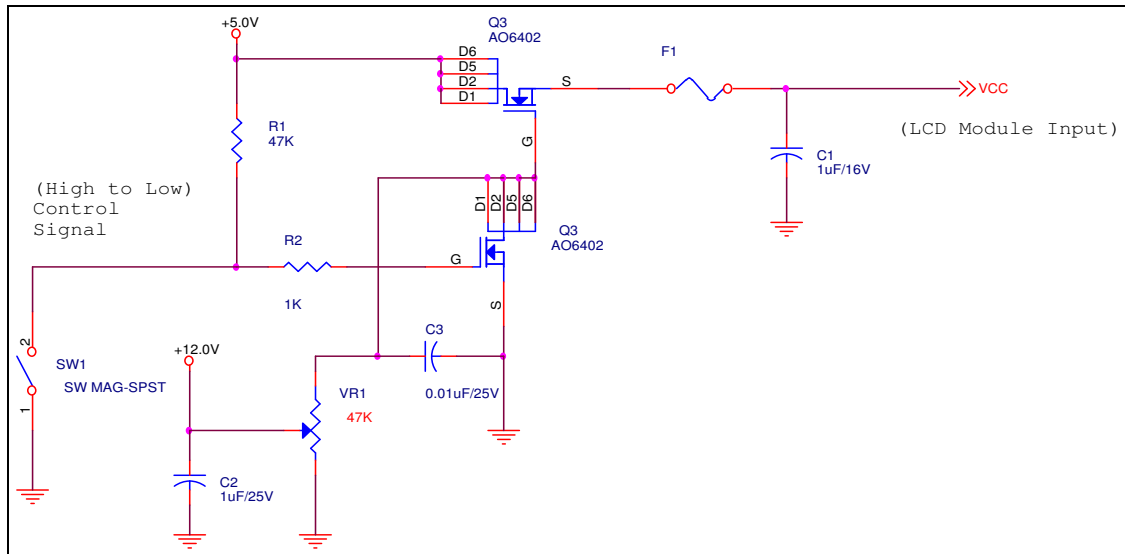 +5.0V
Q3
AO6402
F1
D6
D5
D2
D1
S
VCC
(LCD Module Input)
R1
47K
G
C1
1uF/16V
(High to Low)
Control
Signal
D1
D2
D5
D6
Q3
AO6402
R2
G
1K
S
2
SW1
SW MAG-SPST
1
+12.0V
C3
0.01uF/25V
VR1
47K
C2
1uF/25V